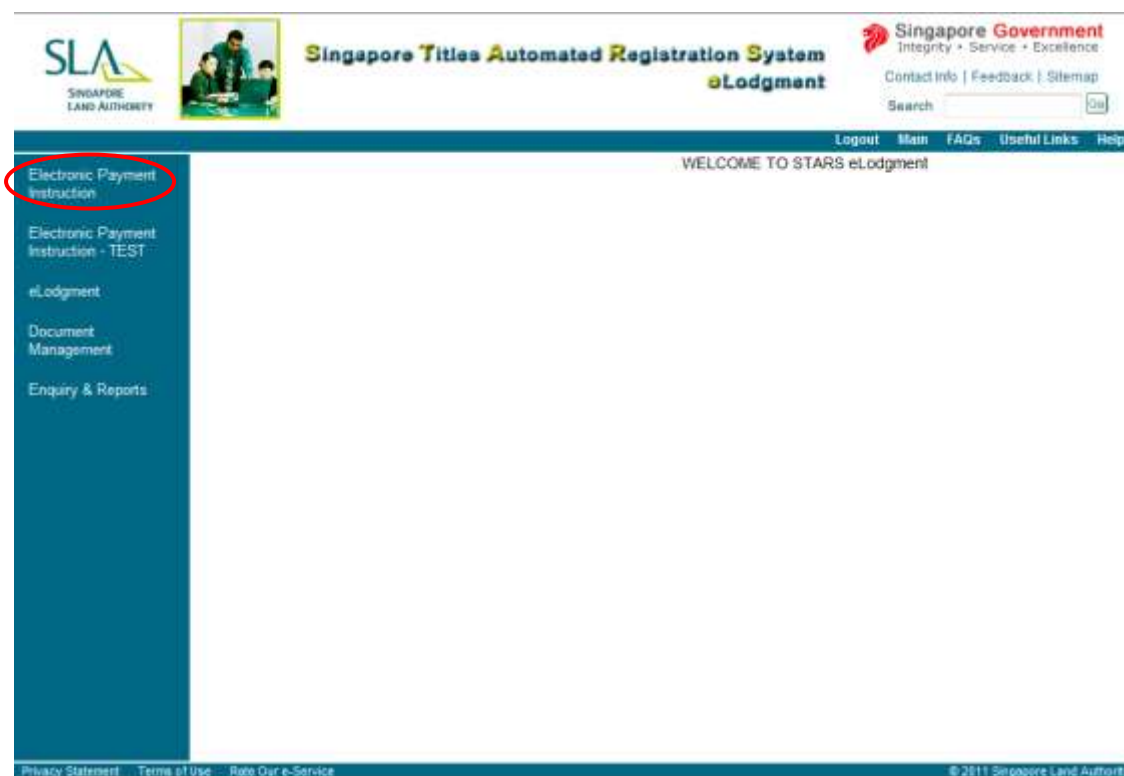 SLA
SINGAPORE
LAND AUTHORITY
Singapore Titles Automated Registration System
eLodgment
Singapore Government
Integrity • Service • Excellence
Contact Info | Feedback | Sitemap
Search Go
Logout Main FAQs Useful Links Help
Electronic Payment
Instruction
Electronic Payment
Instruction - TEST
eLodgment
Document
Management
Enquiry & Reports
WELCOME TO STARS eLodgment
Privacy Statement Terms of Use Rate Our e-Service © 2011 Singapore Land Authorit